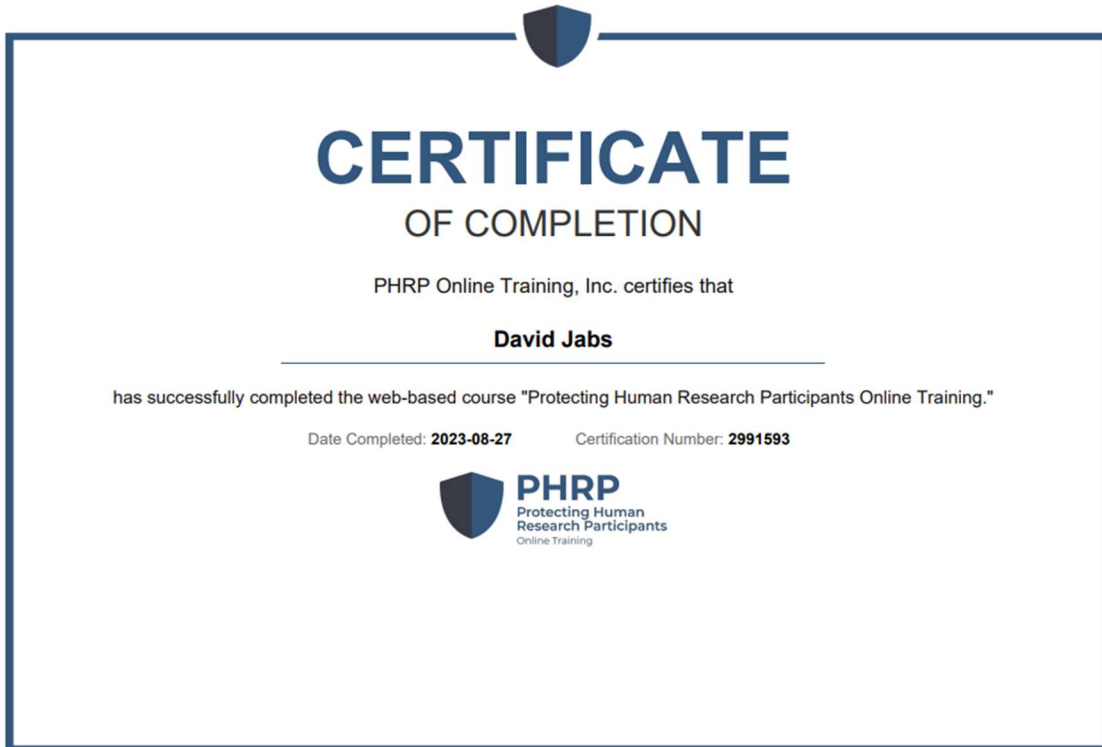 CERTIFICATE
OF COMPLETION
PHRP Online Training, Inc. certifies that
David Jabs
has successfully completed the web-based course "Protecting Human Research Participants Online Training."
Date Completed: 2023-08-27 Certification Number: 2991593
PHRP
Protecting Human
Research Participants
Online Training